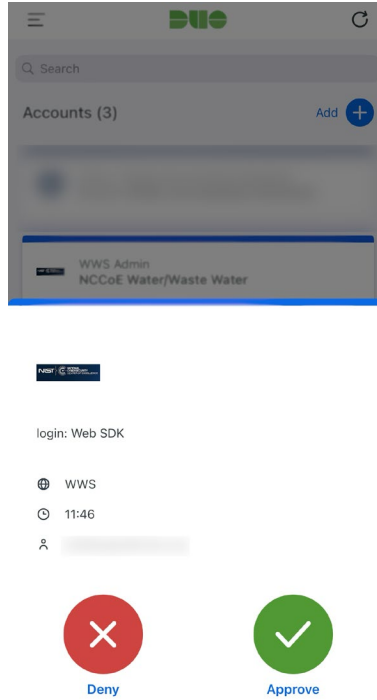 DUO
Search
Accounts (3)
Add
WWS Admin
NCCoE Water/Waste Water
NIST
login: Web SDK
WWS
11:46
Deny
Approve